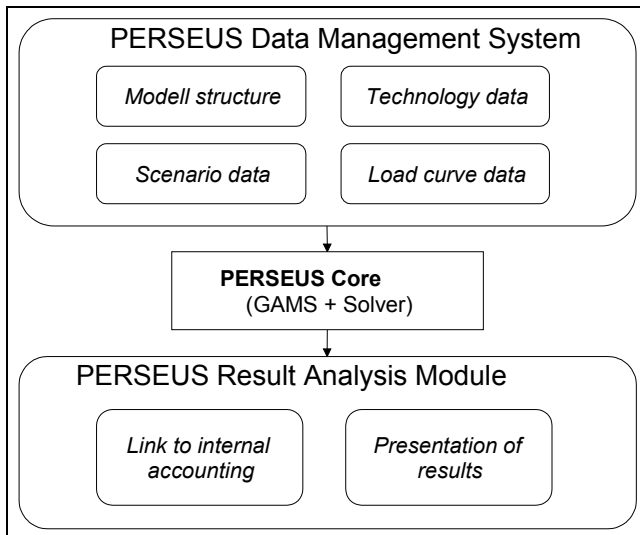 PERSEUS Data Management System
Modell structure
Technology data
Scenario data
Load curve data
PERSEUS Core
(GAMS + Solver)
PERSEUS Result Analysis Module
Link to internal
accounting
Presentation of
results